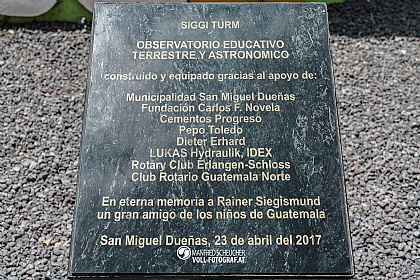 SIGGI TURM
OBSERVATORIO EDUCATIVO
TERRESTRE Y ASTRONOMICO
construido y equipado gracias al apoyo de:
Municipalidad San Miguel Dueñas
Fundación Carlos F. Novela
Cementos Progreso
Pepo Toledo
Dieter Erhard
LUKAS Hydraulik, IDEX
Rotary Club Erlangen-Schloss
Club Rotario Guatemala Norte
En eterna memoria a Rainer Siegismund
un gran amigo de los niños de Guatemala
San Miguel Dueñas, 23 de abril del 2017
MANFRED SCHEUCHER
VOLL-FOTOGRAF.AT